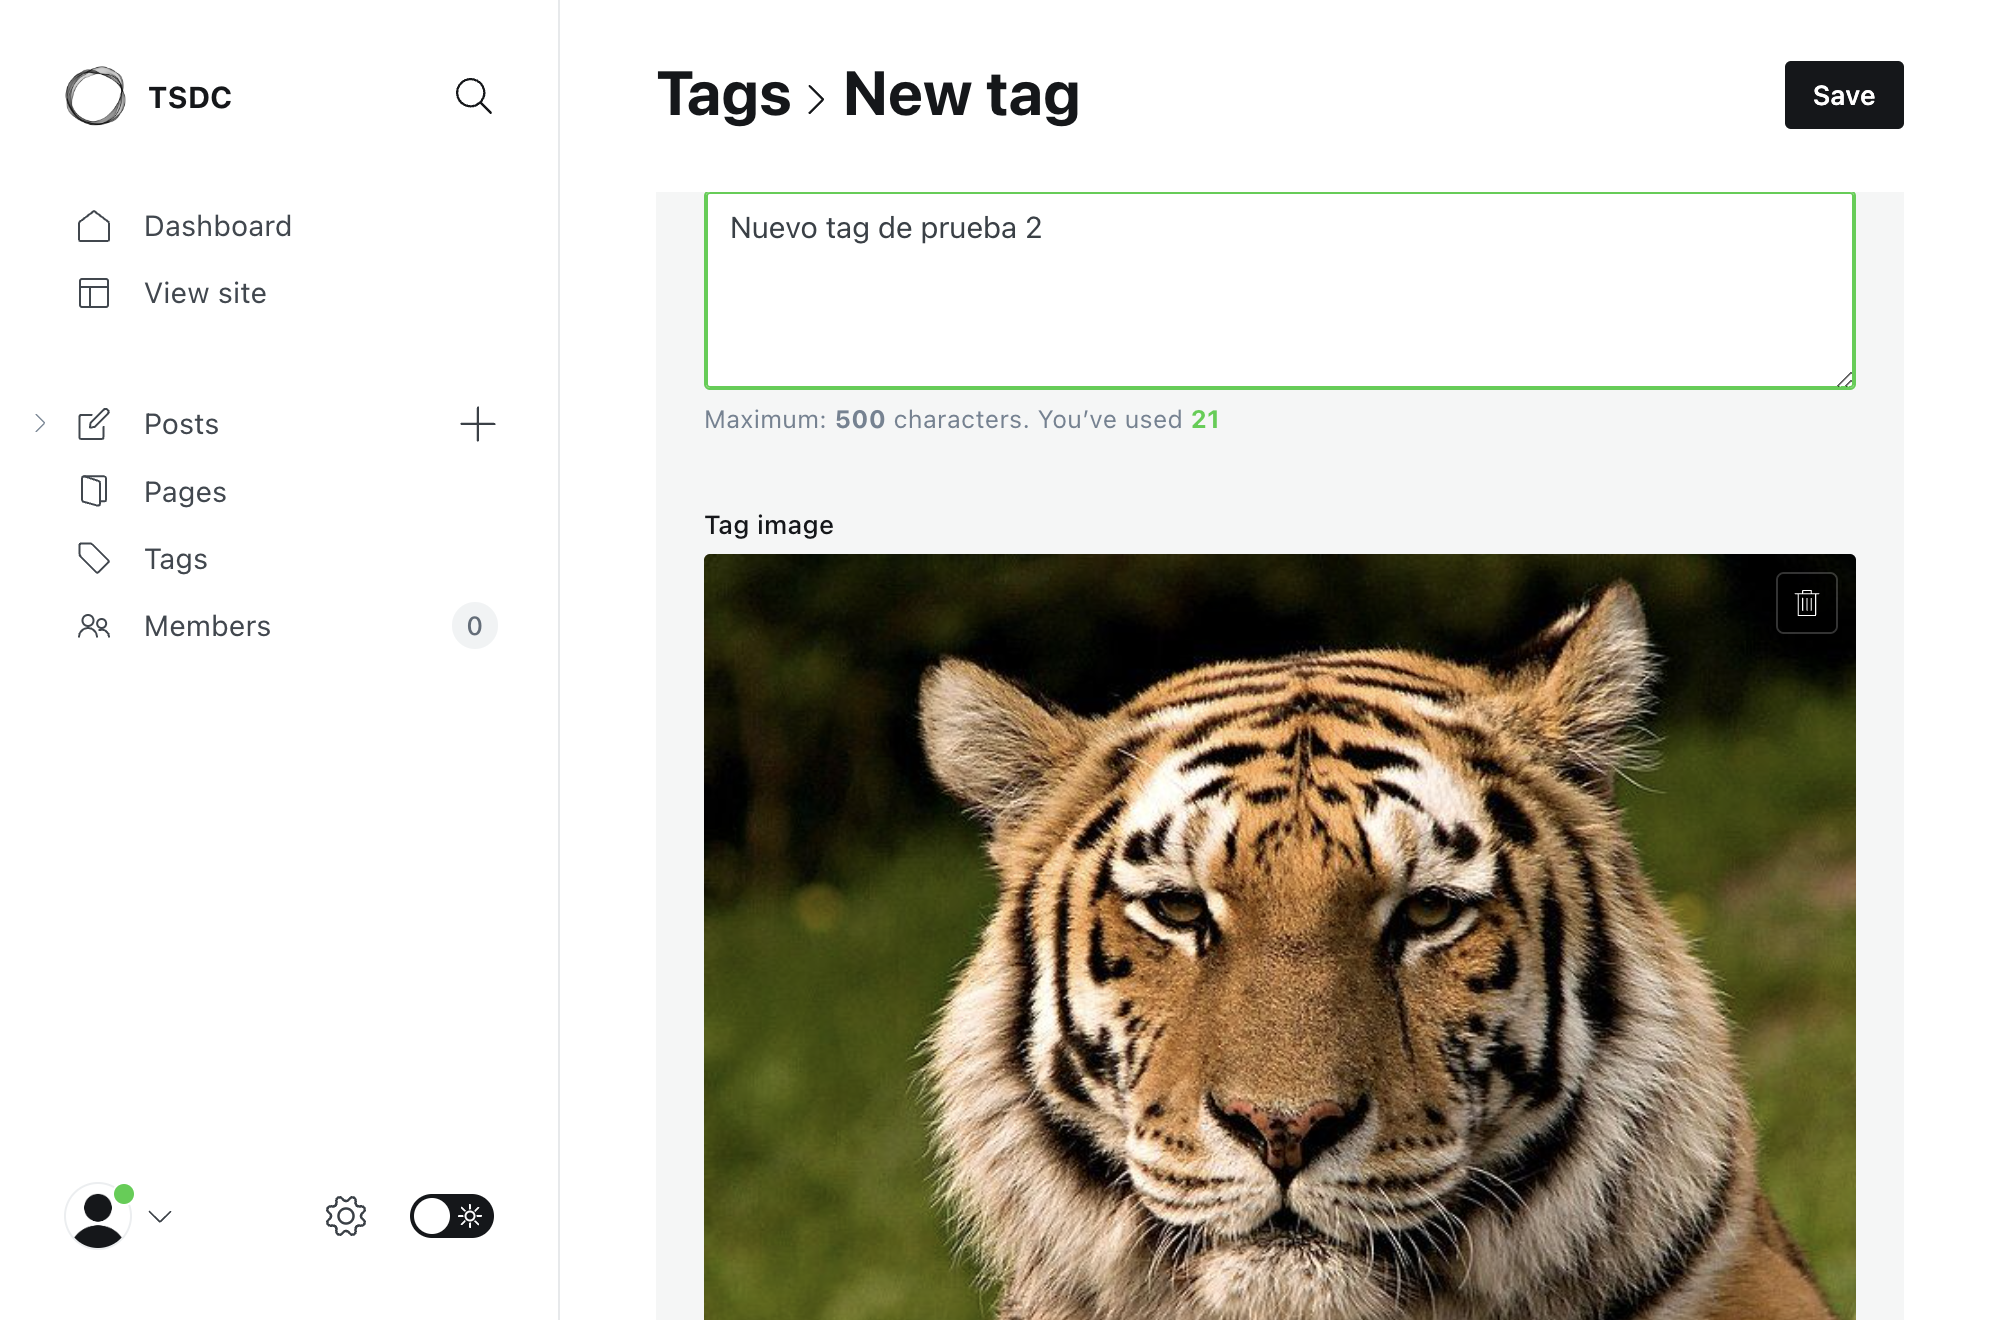 TSDC
Dashboard
View site
Posts
Pages
Tags
Members
0
Tags > New tag
Save
Nuevo tag de prueba 2
Maximum: 500 characters. You’ve used 21
Tag image